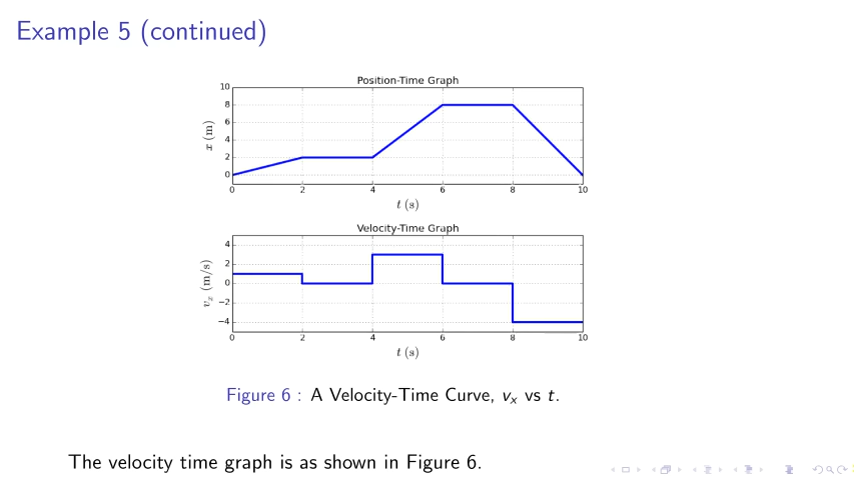 Example 5 (continued)
Position-Time Graph
10
8
6
4
2
0
x (m)
0 2 4 6 8 10
t (s)
Velocity-Time Graph
4
2
0
−2
−4
vₓ (m/s)
0 2 4 6 8 10
t (s)
Figure 6 : A Velocity-Time Curve, vₓ vs t.
The velocity time graph is as shown in Figure 6.